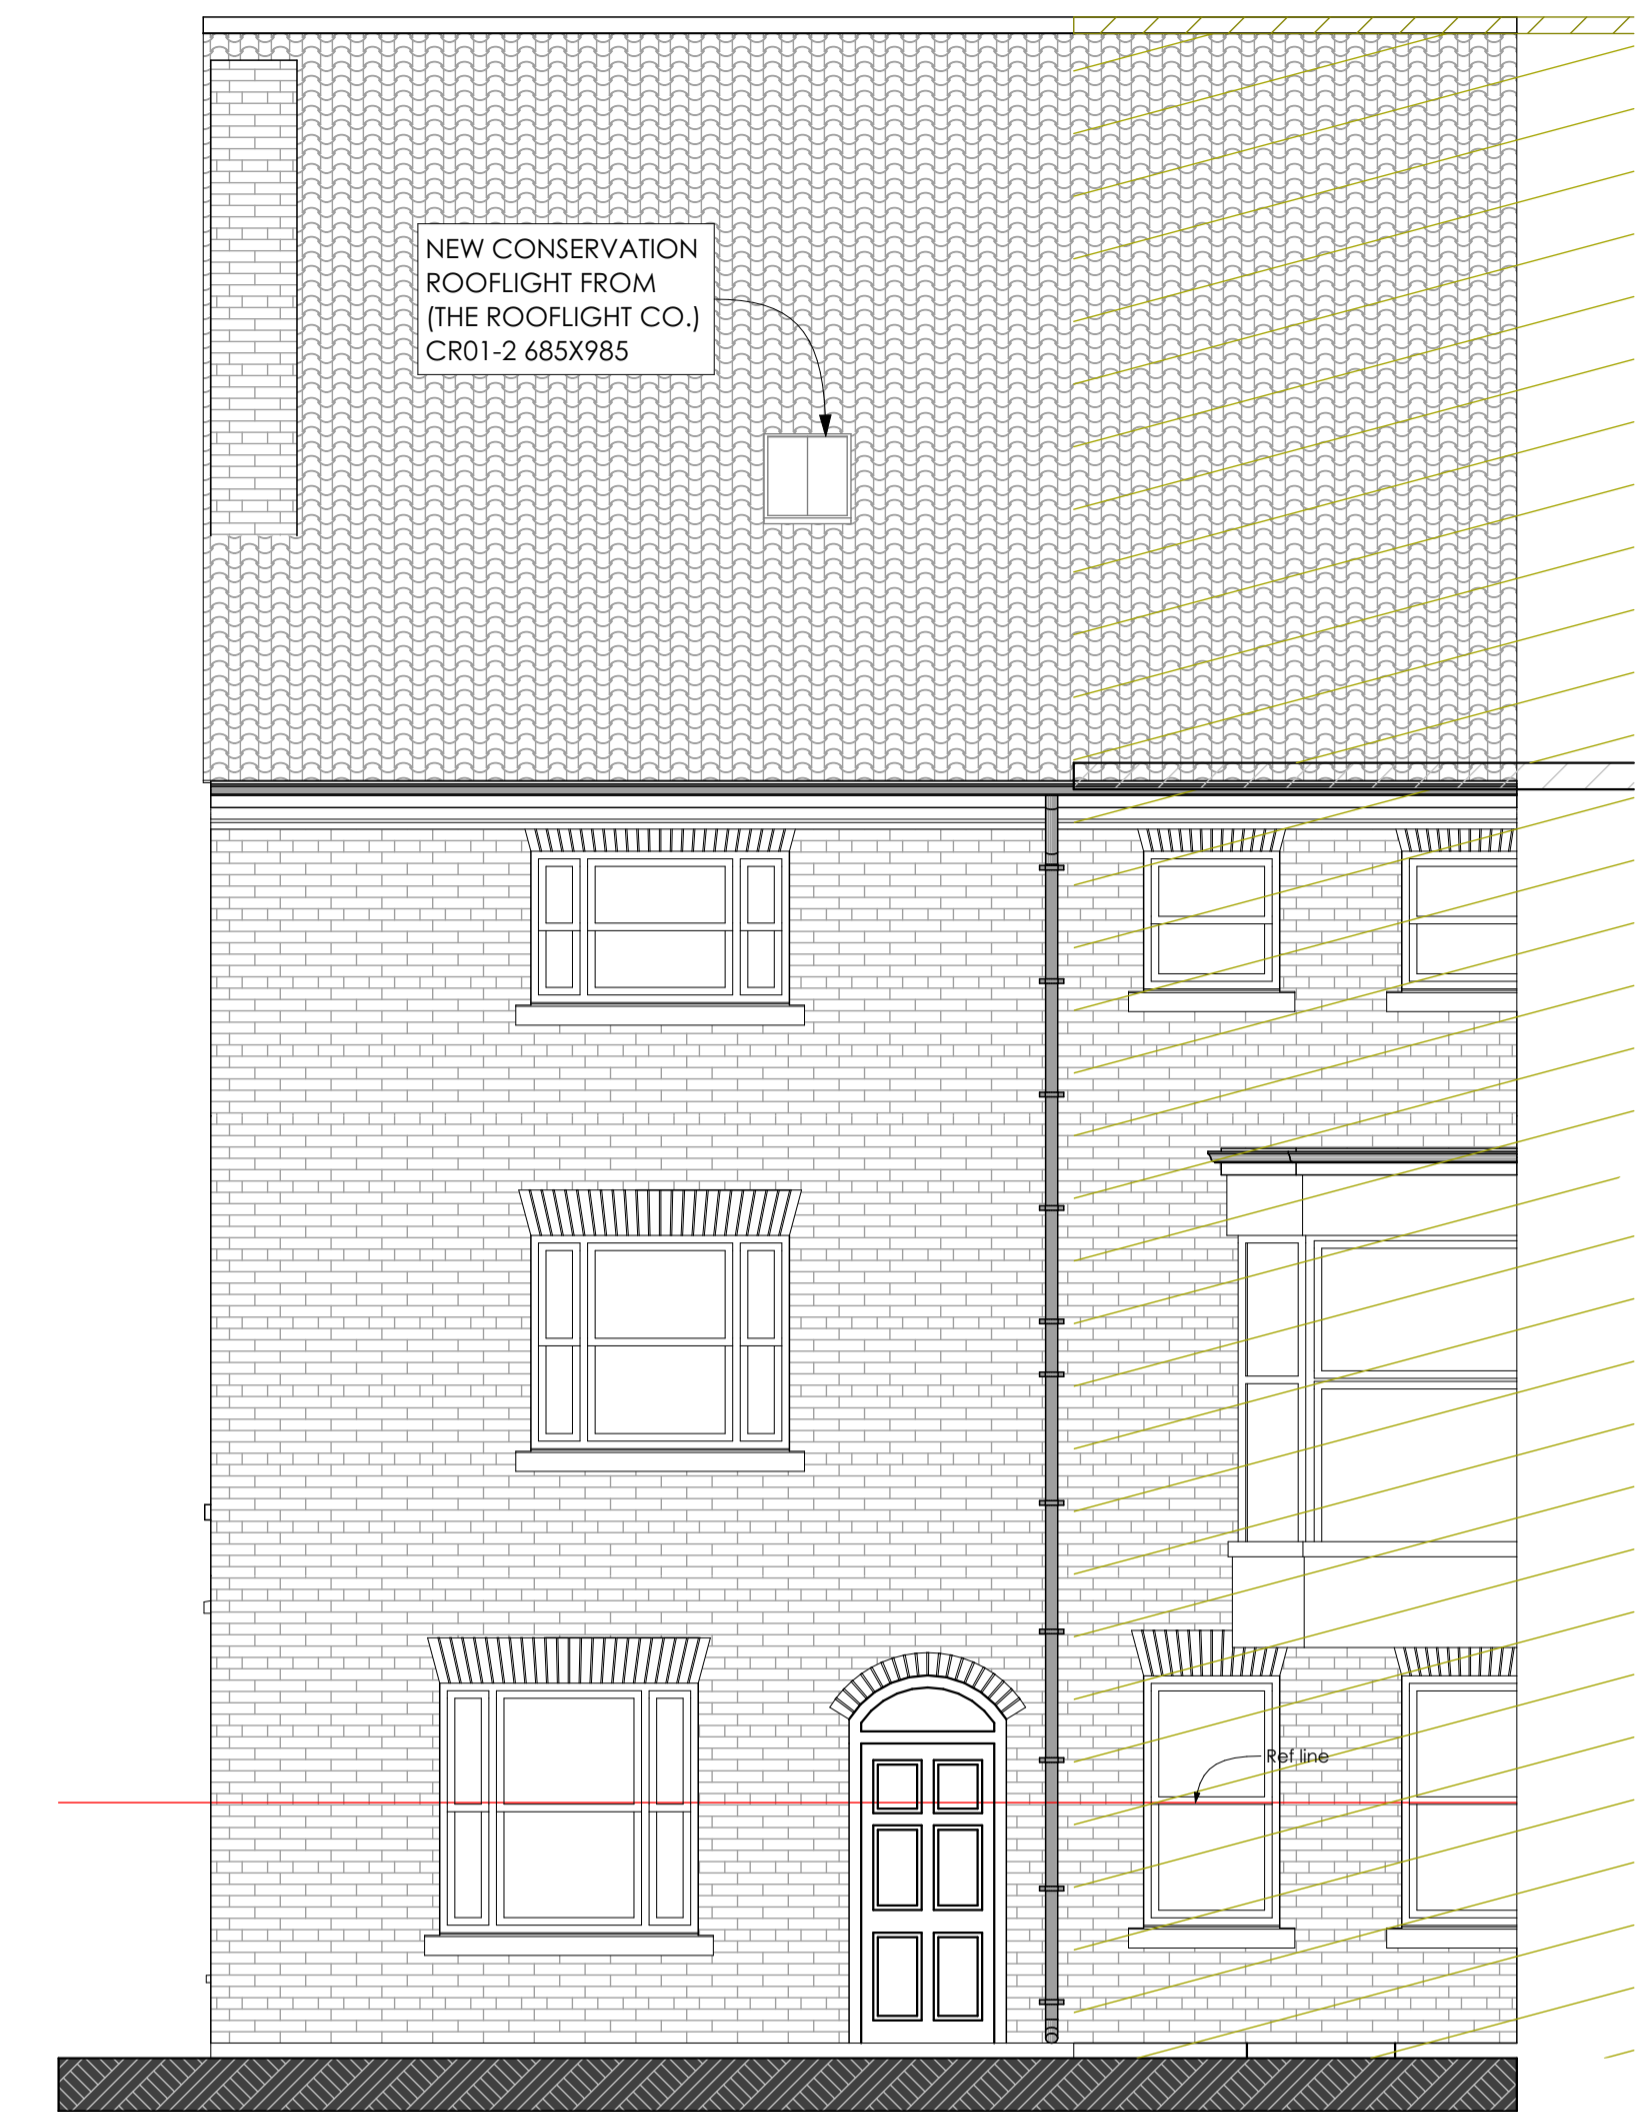 NEW CONSERVATION
ROOFLIGHT FROM
(THE ROOFLIGHT CO.)
CR01-2 685X985
Ref line